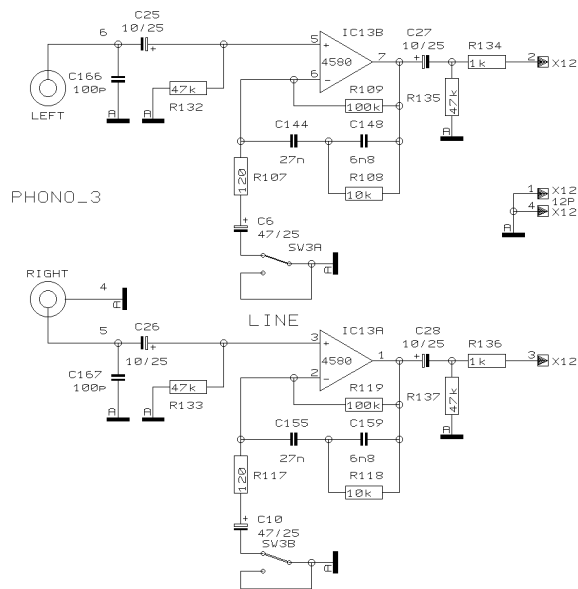 C25
10/25
6
+
C166
100p
A
LEFT
47k
R132
A
5
+
IC13B
4580
7
6
−
C27
10/25
+
R134
1k
2
X12
R109
100k
R135
47k
A
C144
27n
C148
6n8
R108
10k
120
R107
PHONO_3
C6
+
47/25
SW3A
A
1
X12
12P
4
X12
A
RIGHT
4
A
LINE
5
C26
+
10/25
C167
100p
A
47k
R133
A
3
+
IC13A
4580
1
2
−
C28
10/25
+
R136
1k
3
X12
R119
100k
R137
47k
A
C155
27n
C159
6n8
R118
10k
120
R117
+
C10
47/25
SW3B
A